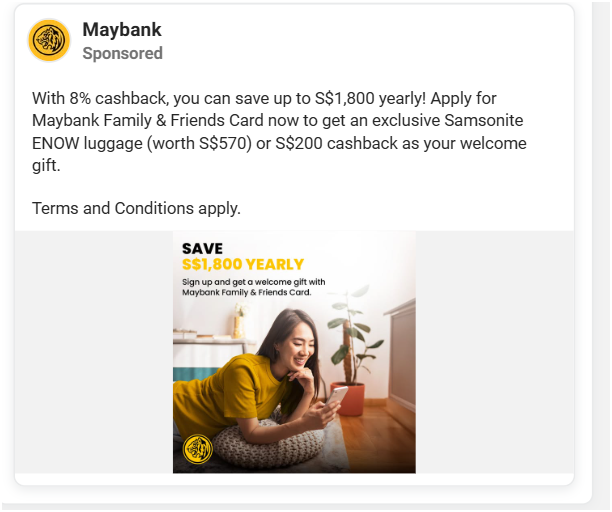 Maybank
Sponsored
With 8% cashback, you can save up to S$1,800 yearly! Apply for
Maybank Family & Friends Card now to get an exclusive Samsonite
ENOW luggage (worth S$570) or S$200 cashback as your welcome
gift.
Terms and Conditions apply.
SAVE
S$1,800 YEARLY
Sign up and get a welcome gift with
Maybank Family & Friends Card.